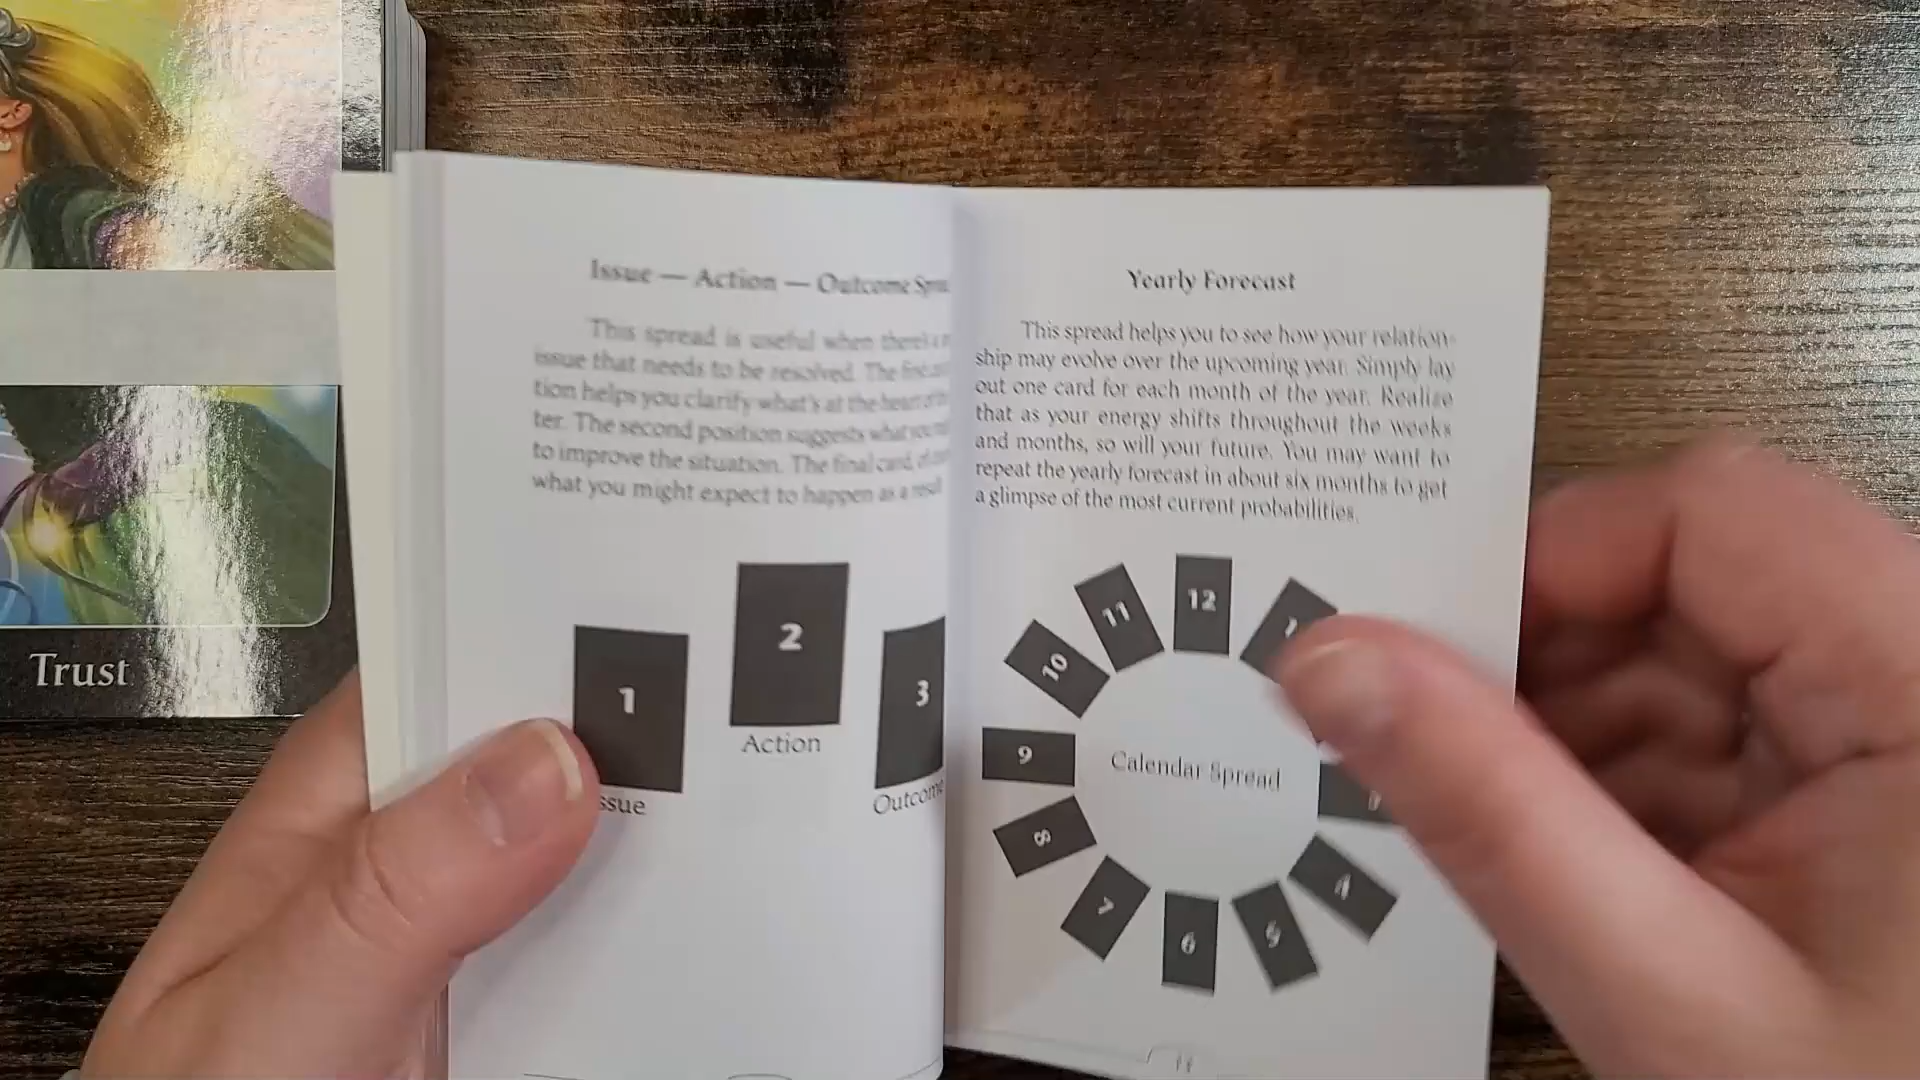 Trust
Issue — Action — Outcome
This spread is useful when
issue that needs to be resolved. The
tion helps you clarify what's at the heart
ter. The second position suggests what
to improve the situation. The final card,
what you might expect to happen as a
1
2
3
Action
ssue
Outcome
Yearly Forecast
This spread helps you to see how your relation-
ship may evolve over the upcoming year. Simply lay
out one card for each month of the year. Realize
that as your energy shifts throughout the weeks
and months, so will your future. You may want to
repeat the yearly forecast in about six months to get
a glimpse of the most current probabilities.
12
11
10
9
8
7
6
5
4
Calendar Spread